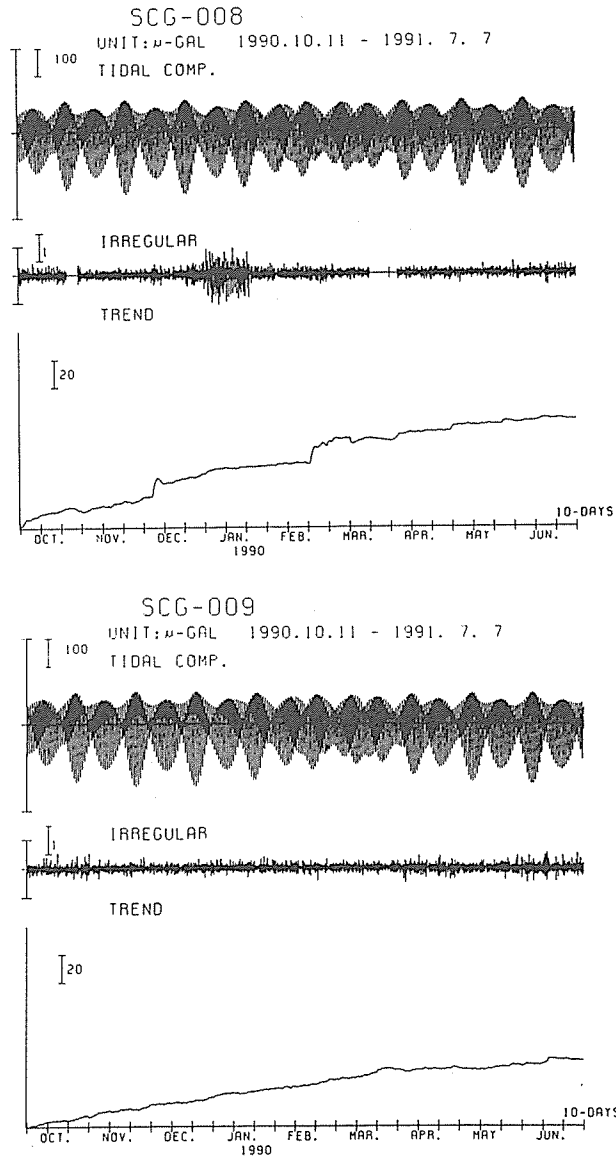 SCG-008
UNIT:μ-GAL 1990.10.11 - 1991. 7. 7
100
TIDAL COMP.
1
IRREGULAR
TREND
20
10-DAYS
OCT. NOV. DEC. JAN. FEB. MAR. APR. MAY JUN.
1990
SCG-009
UNIT:μ-GAL 1990.10.11 - 1991. 7. 7
100
TIDAL COMP.
1
IRREGULAR
TREND
20
10-DAYS
OCT. NOV. DEC. JAN. FEB. MAR. APR. MAY JUN.
1990